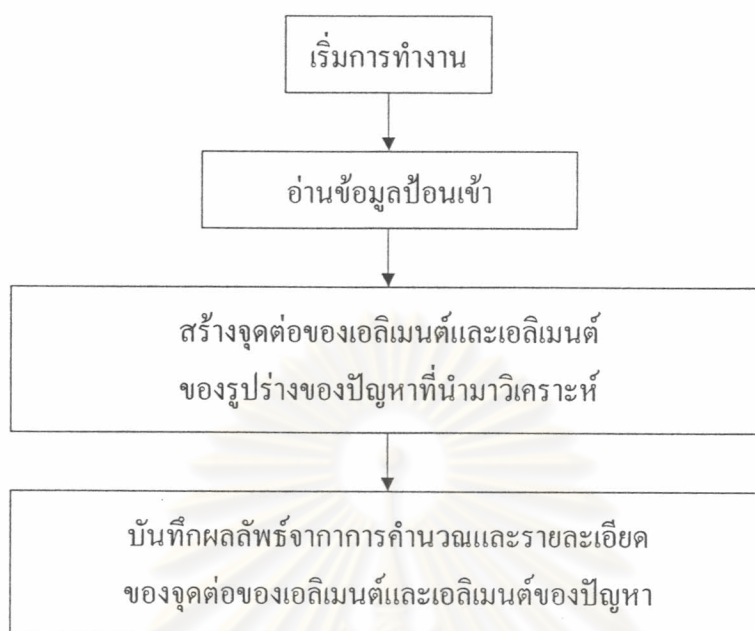 เริ่มการทำงาน
อ่านข้อมูลป้อนเข้า
สร้างจุดต่อของเอลิเมนต์และเอลิเมนต์
ของรูปร่างของปัญหาที่นำมาวิเคราะห์
บันทึกผลลัพธ์จากาการคำนวณและรายละเอียด
ของจุดต่อของเอลิเมนต์และเอลิเมนต์ของปัญหา